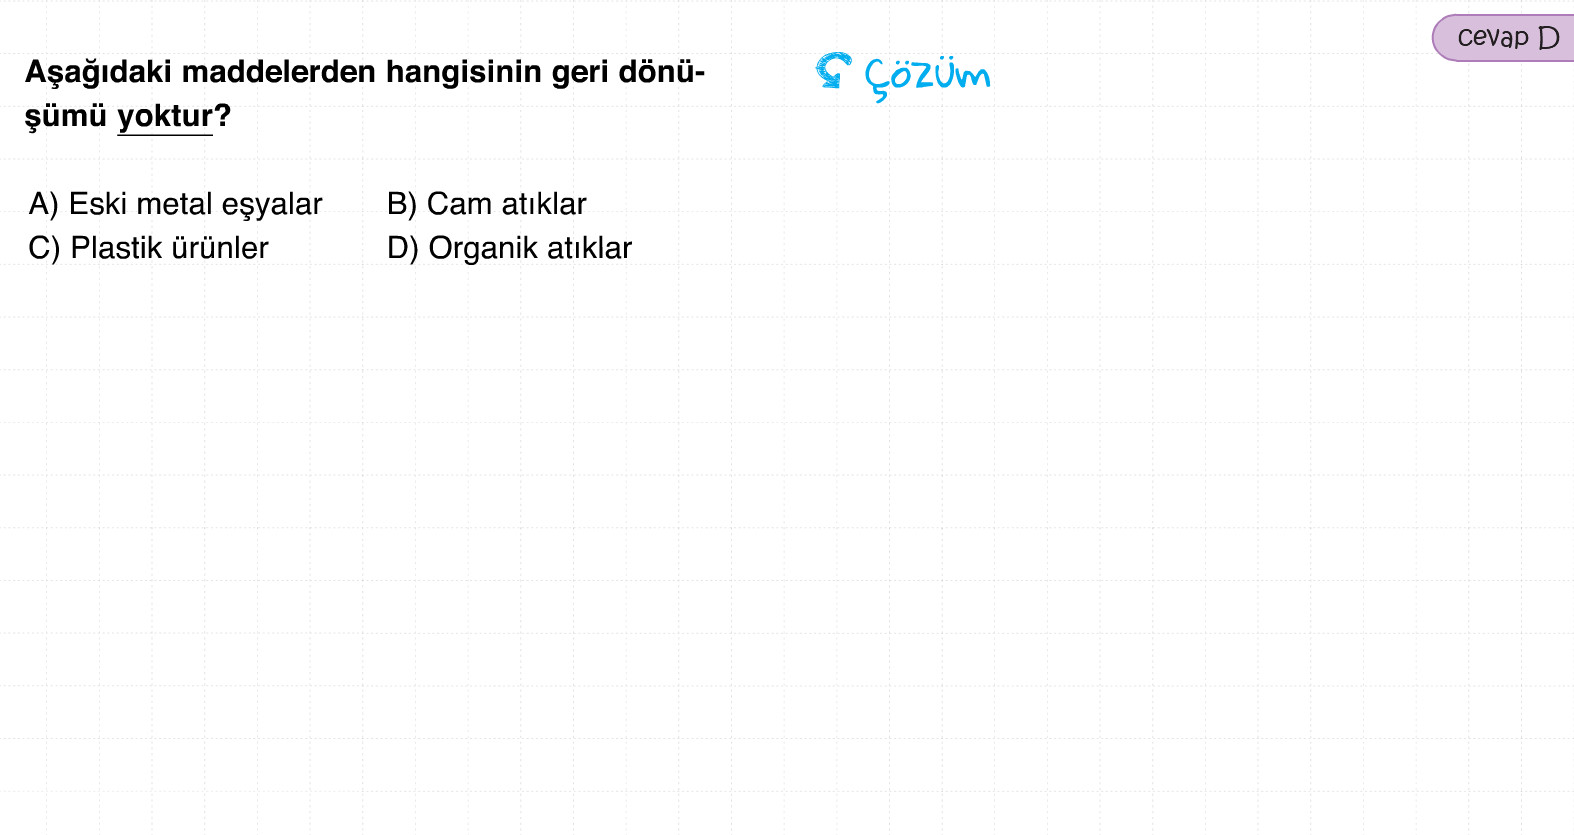 Aşağıdaki maddelerden hangisinin geri dönü-
şümü yoktur?
A) Eski metal eşyalar B) Cam atıklar
C) Plastik ürünler D) Organik atıklar
Çözüm
Cevap D